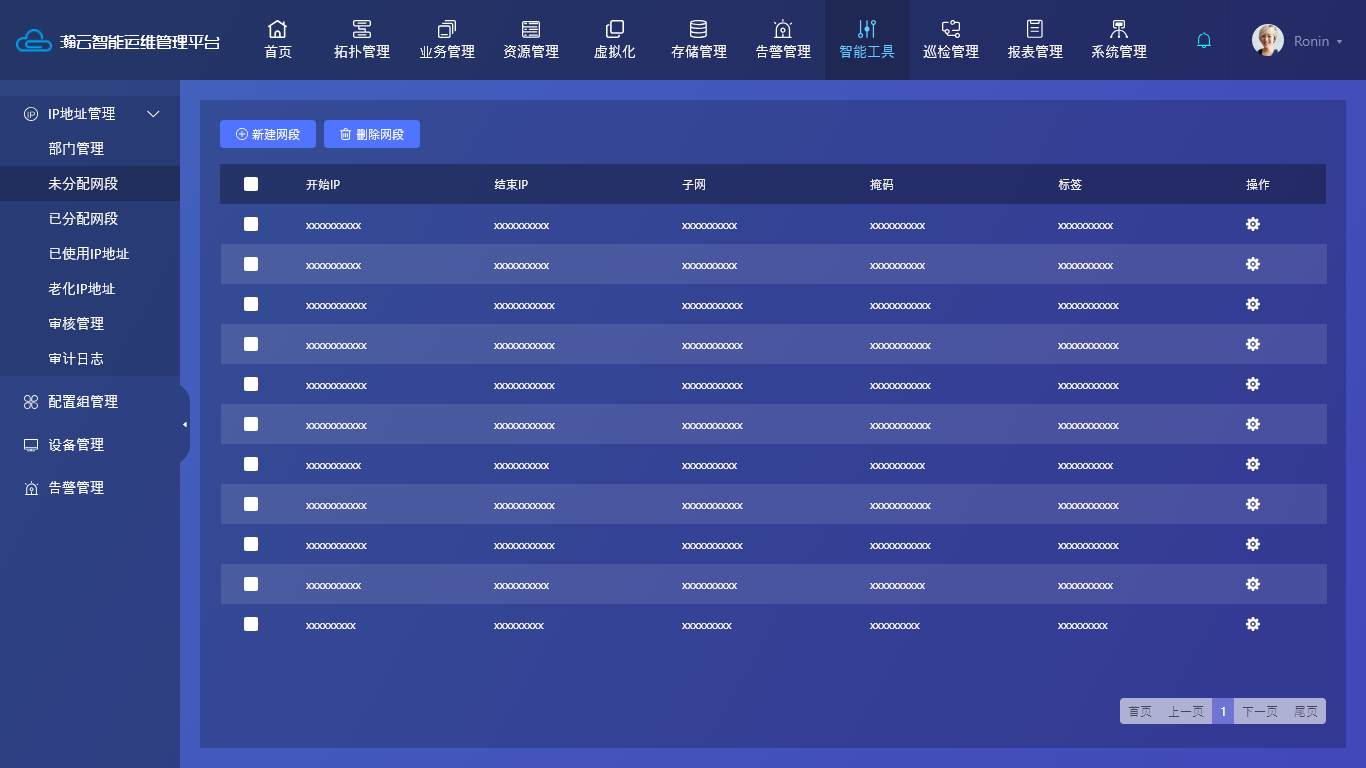 瀚云智能运维管理平台
首页 拓扑管理 业务管理 资源管理 虚拟化 存储管理 告警管理 智能工具 巡检管理 报表管理 系统管理 Ronin
IP地址管理
部门管理
未分配网段
已分配网段
已使用IP地址
老化IP地址
审核管理
审计日志
配置组管理
设备管理
告警管理
新建网段 删除网段
开始IP 结束IP 子网 掩码 标签 操作
xxxxxxxxxx xxxxxxxxxx xxxxxxxxxx xxxxxxxxxx xxxxxxxxxx
xxxxxxxxxx xxxxxxxxxx xxxxxxxxxx xxxxxxxxxx xxxxxxxxxx
xxxxxxxxxxx xxxxxxxxxxx xxxxxxxxxxx xxxxxxxxxxx xxxxxxxxxxx
xxxxxxxxxxx xxxxxxxxxxx xxxxxxxxxxx xxxxxxxxxxx xxxxxxxxxxx
xxxxxxxxxxx xxxxxxxxxxx xxxxxxxxxxx xxxxxxxxxxx xxxxxxxxxxx
xxxxxxxxxxx xxxxxxxxxxx xxxxxxxxxxx xxxxxxxxxxx xxxxxxxxxxx
xxxxxxxxxx xxxxxxxxxx xxxxxxxxxx xxxxxxxxxx xxxxxxxxxx
xxxxxxxxxxx xxxxxxxxxxx xxxxxxxxxxx xxxxxxxxxxx xxxxxxxxxxx
xxxxxxxxxxx xxxxxxxxxxx xxxxxxxxxxx xxxxxxxxxxx xxxxxxxxxxx
xxxxxxxxxx xxxxxxxxxx xxxxxxxxxx xxxxxxxxxx xxxxxxxxxx
xxxxxxxxx xxxxxxxxx xxxxxxxxx xxxxxxxxx xxxxxxxxx
首页 上一页 1 下一页 尾页